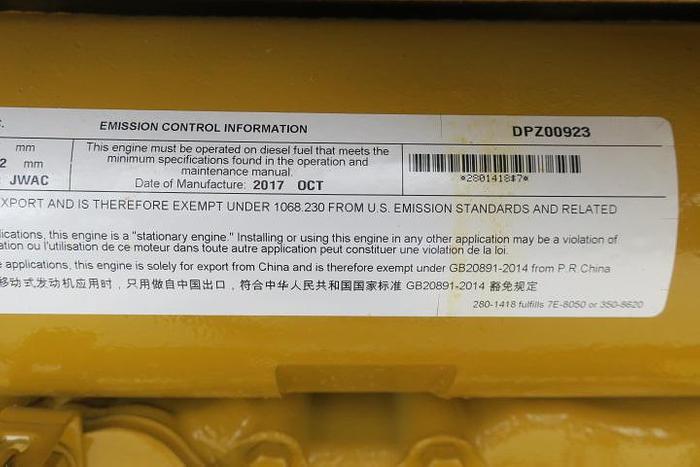 EMISSION CONTROL INFORMATION
DPZ00923
mm
2 mm
JWAC
This engine must be operated on diesel fuel that meets the
minimum specifications found in the operation and
maintenance manual.
Date of Manufacture: 2017 OCT
*2801418$7*
EXPORT AND IS THEREFORE EXEMPT UNDER 1068.230 FROM U.S. EMISSION STANDARDS AND RELATED
ications, this engine is a "stationary engine." Installing or using this engine in any other application may be a violation of
ation ou l'utilisation de ce moteur dans toute autre application peut constituer une violation de la loi.
e applications, this engine is solely for export from China and is therefore exempt under GB20891-2014 from P.R.China
移动式发动机应用时，只用做自中国出口，符合中华人民共和国国家标准 GB20891-2014 豁免规定
280-1418 fulfills 7E-8050 or 350-8620